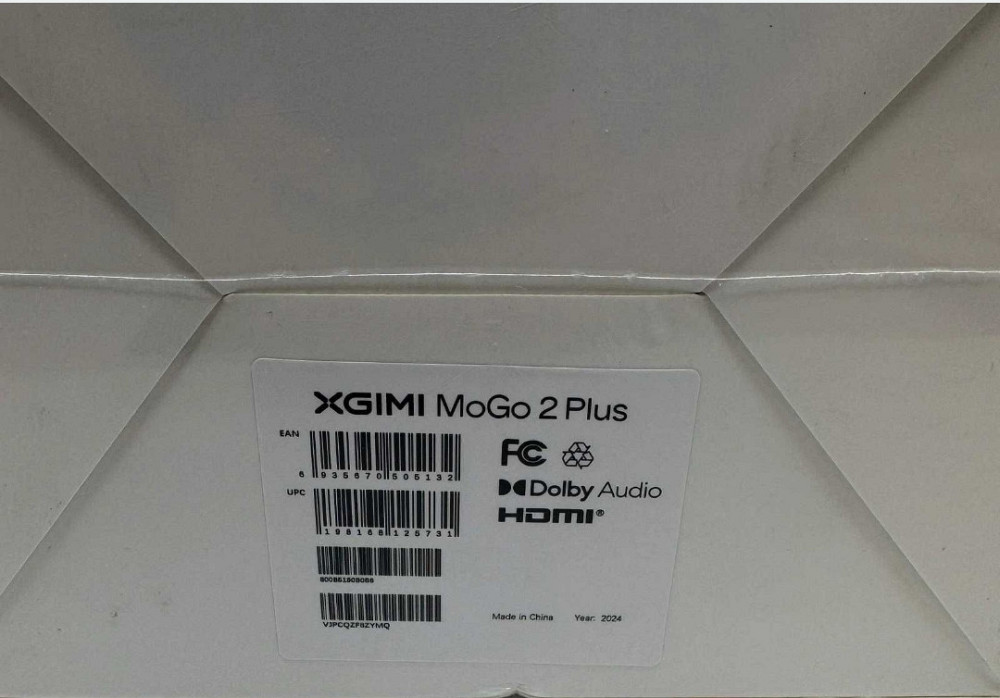 XGIMI MoGo 2 Plus
EAN
6 935670 505132
FC
UPC
198168 125731
Dolby Audio
HDMI®
VJPCQZF8ZYMQ
Made in China Year: 2024